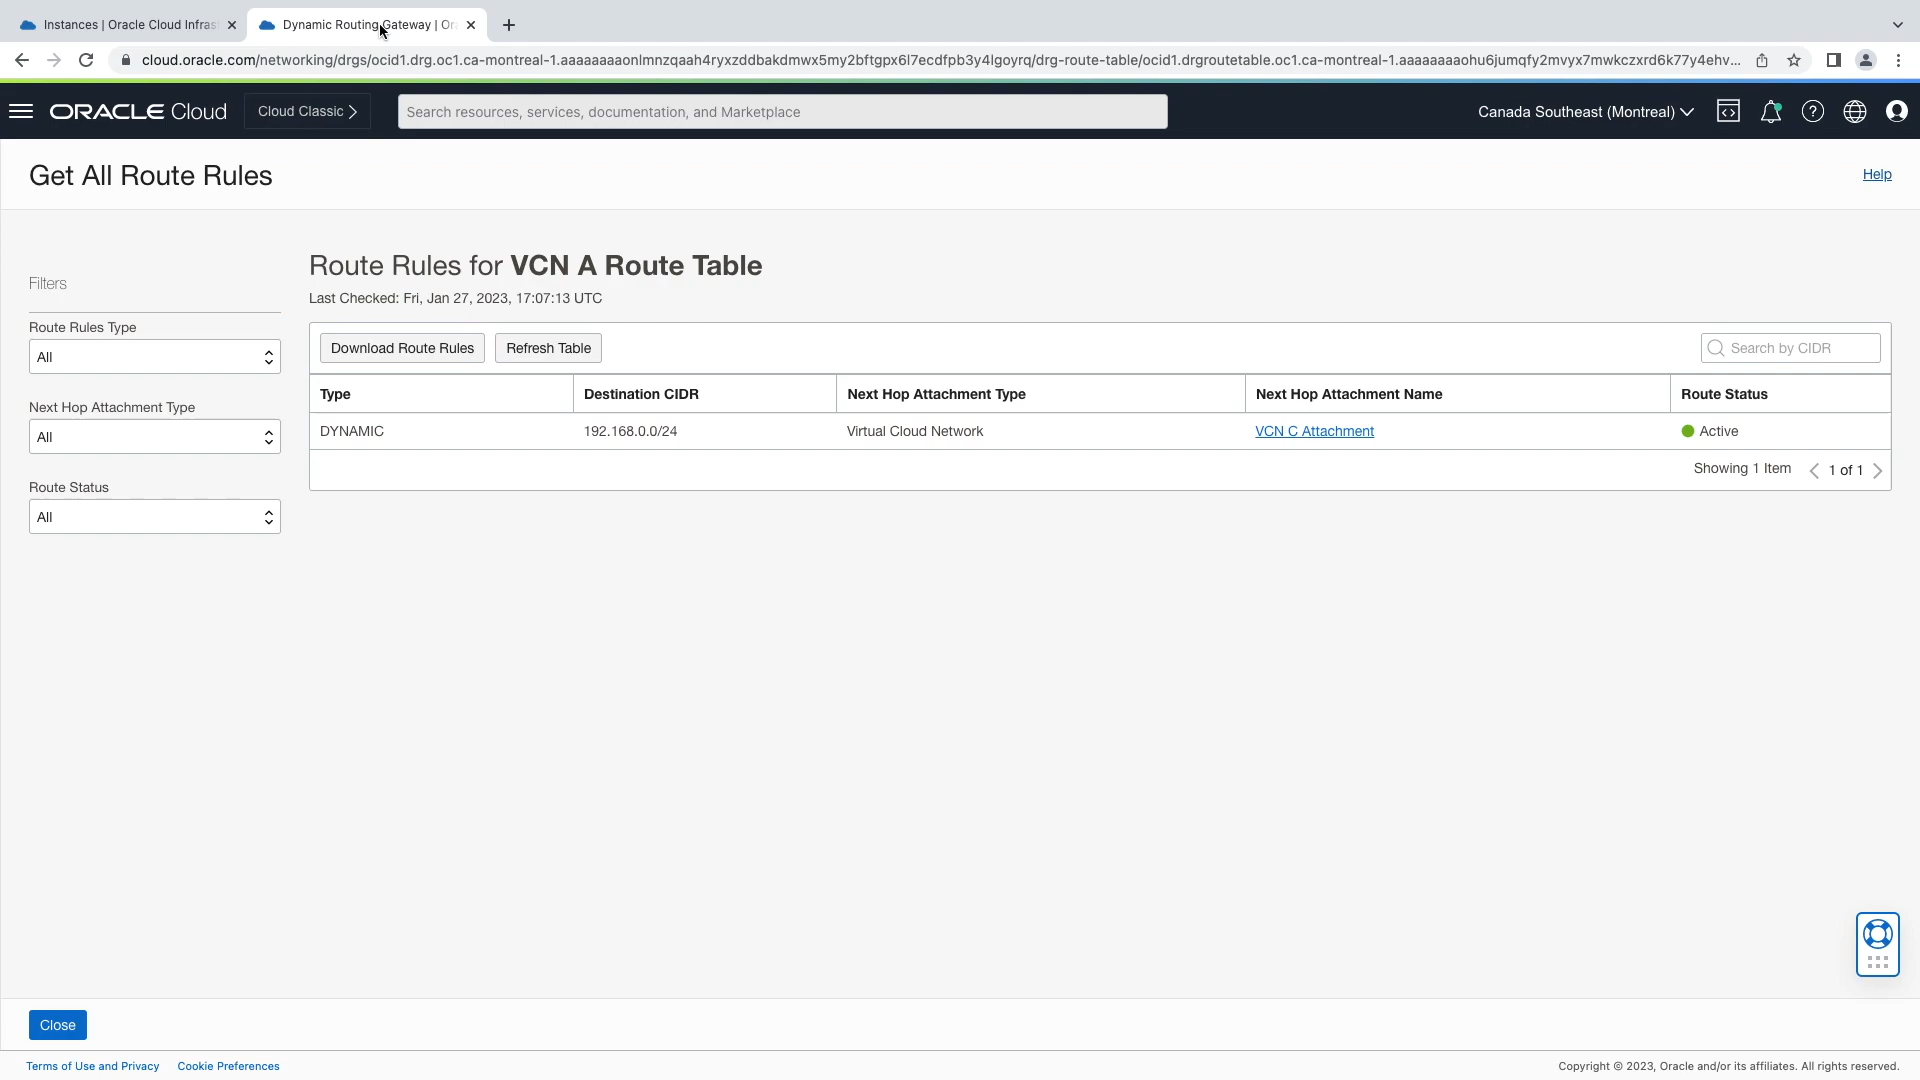 Instances | Oracle Cloud Infras
Dynamic Routing Gateway | Or
cloud.oracle.com/networking/drgs/ocid1.drg.oc1.ca-montreal-1.aaaaaaaaonlmnzqaah4ryxzddbakdmwx5my2bftgpx6l7ecdfpb3y4lgoyrq/drg-route-table/ocid1.drgroutetable.oc1.ca-montreal-1.aaaaaaaaohu6jumqfy2mvyx7mwkczxrd6k77y4ehv...
ORACLE Cloud
Cloud Classic
Search resources, services, documentation, and Marketplace
Canada Southeast (Montreal)
Get All Route Rules
Help
Filters
Route Rules Type
All
Next Hop Attachment Type
All
Route Status
All
Route Rules for VCN A Route Table
Last Checked: Fri, Jan 27, 2023, 17:07:13 UTC
Download Route Rules
Refresh Table
Search by CIDR
Type Destination CIDR Next Hop Attachment Type Next Hop Attachment Name Route Status
DYNAMIC 192.168.0.0/24 Virtual Cloud Network VCN C Attachment Active
Showing 1 Item 1 of 1
Close
Terms of Use and Privacy Cookie Preferences
Copyright © 2023, Oracle and/or its affiliates. All rights reserved.